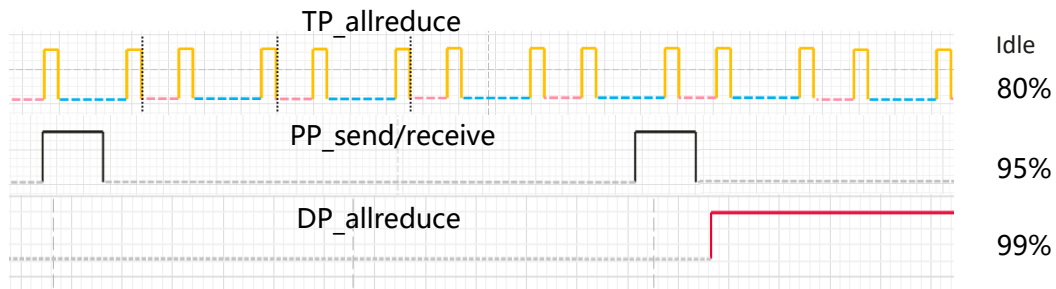 TP_allreduce
Idle
80%
PP_send/receive
95%
DP_allreduce
99%